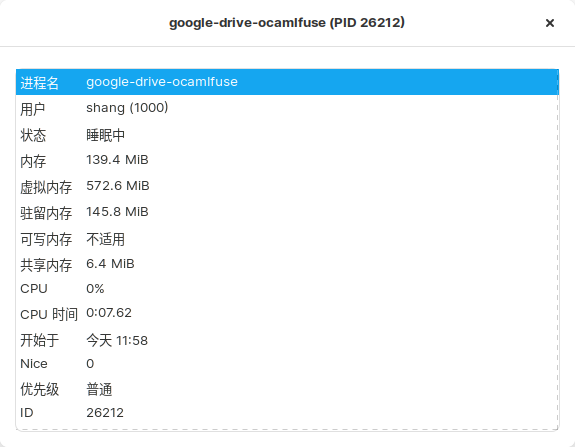 google-drive-ocamlfuse (PID 26212) ×
进程名 google-drive-ocamlfuse
用户 shang (1000)
状态 睡眠中
内存 139.4 MiB
虚拟内存 572.6 MiB
驻留内存 145.8 MiB
可写内存 不适用
共享内存 6.4 MiB
CPU 0%
CPU 时间 0:07.62
开始于 今天 11:58
Nice 0
优先级 普通
ID 26212